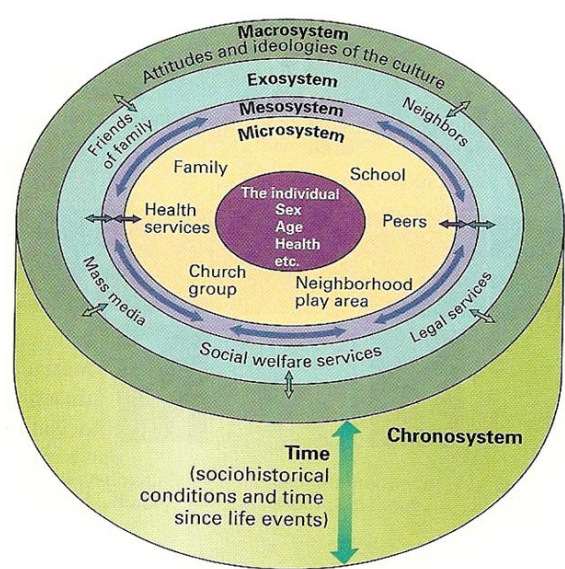 Macrosystem
Attitudes and ideologies of the culture
Exosystem
Mesosystem
Microsystem
Friends
of family
Neighbors
Family
School
The individual
Sex
Age
Health
etc.
Health
services
Peers
Church
group
Neighborhood
play area
Mass media
Legal services
Social welfare services
Time
(sociohistorical
conditions and time
since life events)
Chronosystem